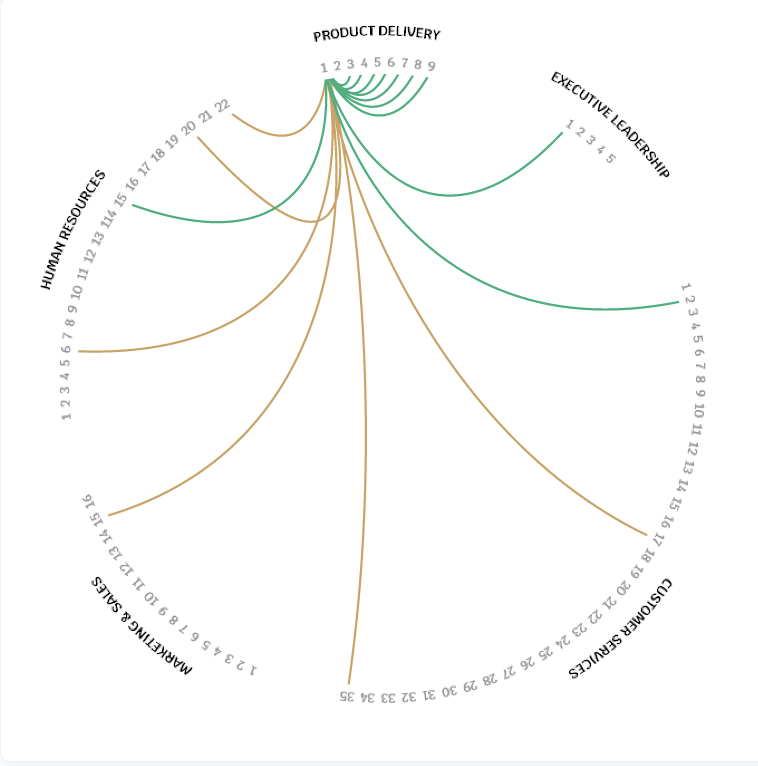 PRODUCT DELIVERY
1 2 3 4 5 6 7 8 9
EXECUTIVE LEADERSHIP
1 2 3 4 5
CUSTOMER SERVICES
1 2 3 4 5 6 7 8 9 10 11 12 13 14 15 16 17 18 19 20 21 22 23 24 25 26 27 28 29 30 31 32 33 34 35
MARKETING & SALES
1 2 3 4 5 6 7 8 9 10 11 12 13 14 15 16
HUMAN RESOURCES
1 2 3 4 5 6 7 8 9 10 11 12 13 114 15 16 17 18 19 20 21 22